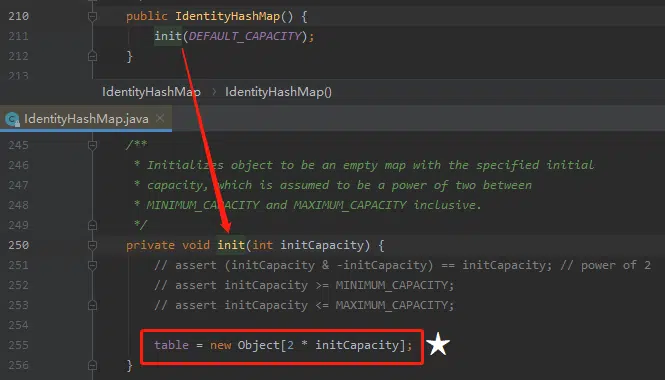 210 public IdentityHashMap() {
211 init(DEFAULT_CAPACITY);
212 }
213
IdentityHashMap › IdentityHashMap()
IdentityHashMap.java ×
245 /**
246 * Initializes object to be an empty map with the specified initial
247 * capacity, which is assumed to be a power of two between
248 * MINIMUM_CAPACITY and MAXIMUM_CAPACITY inclusive.
249 */
250 private void init(int initCapacity) {
251 // assert (initCapacity & -initCapacity) == initCapacity; // power of 2
252 // assert initCapacity >= MINIMUM_CAPACITY;
253 // assert initCapacity <= MAXIMUM_CAPACITY;
254
255 table = new Object[2 * initCapacity];
256 }